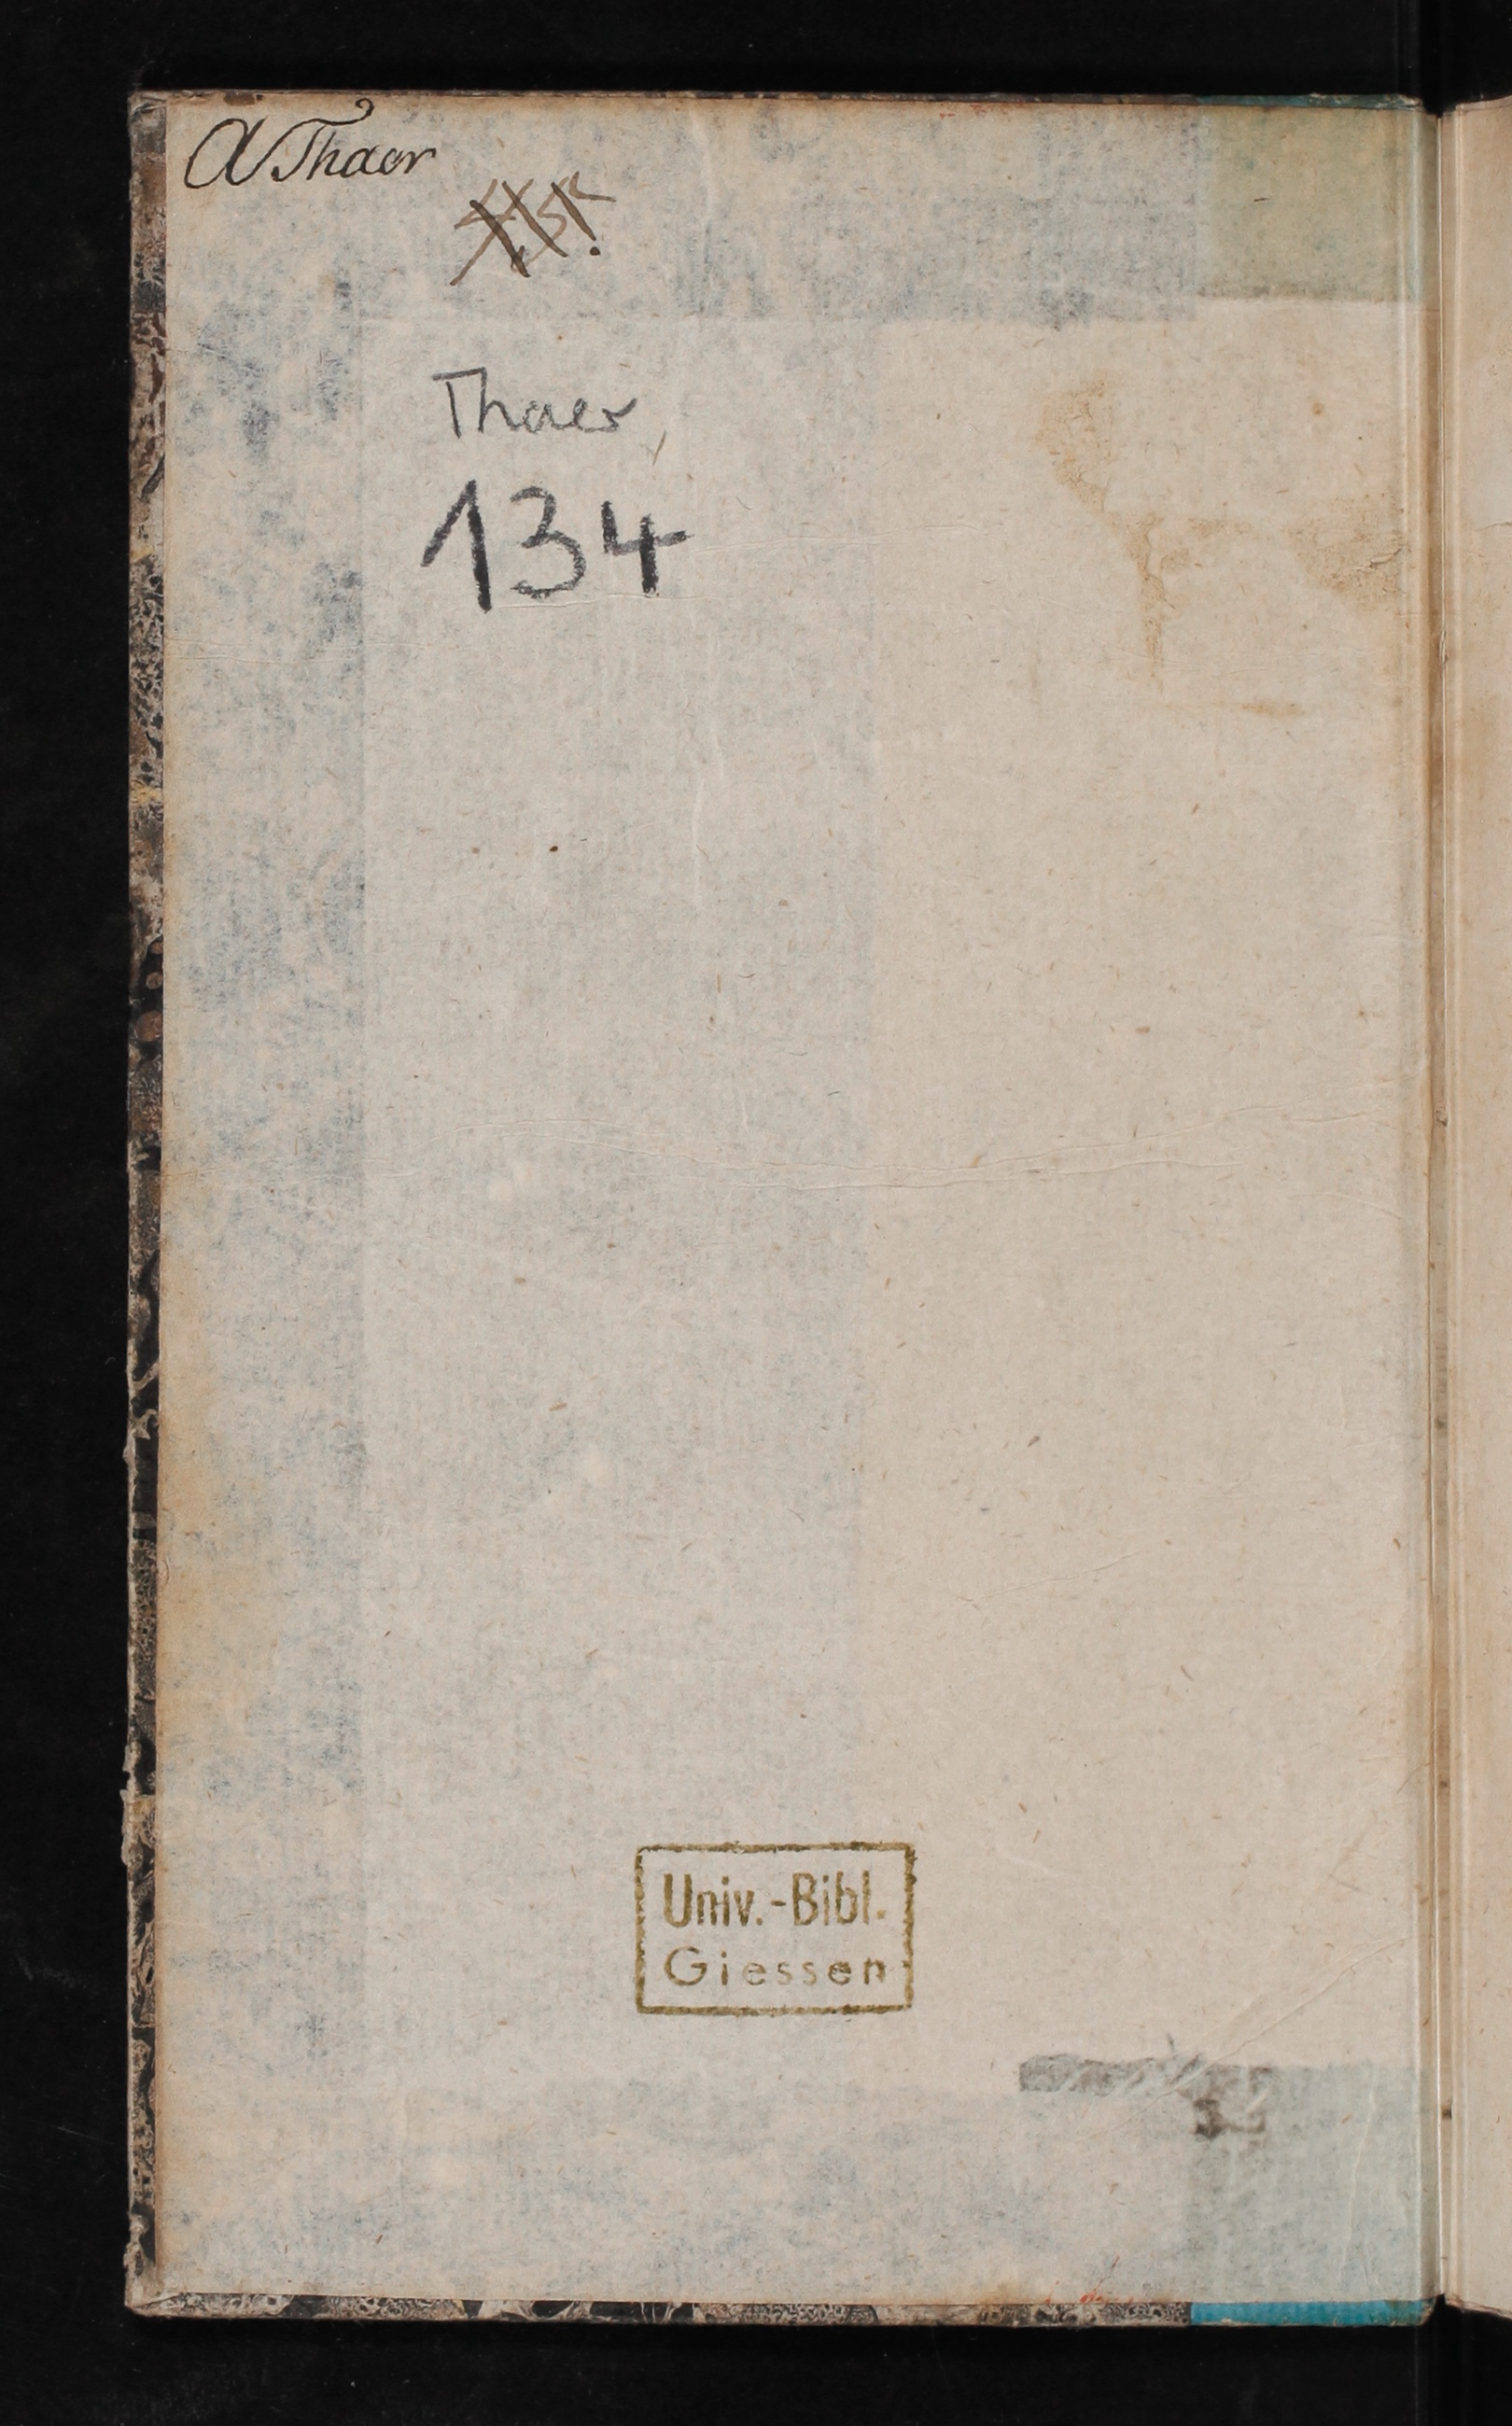 A Thaer
Thaer,
134
Univ.-Bibl.
Giessen